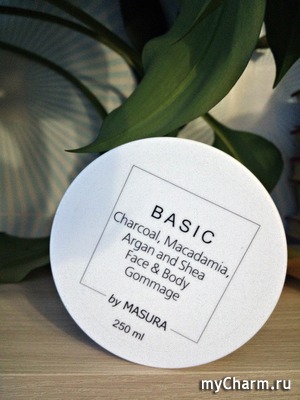 BASIC
Charcoal, Macadamia,
Argan and Shea
Face & Body
Gommage
by MASURA
250 ml
myCharm.ru